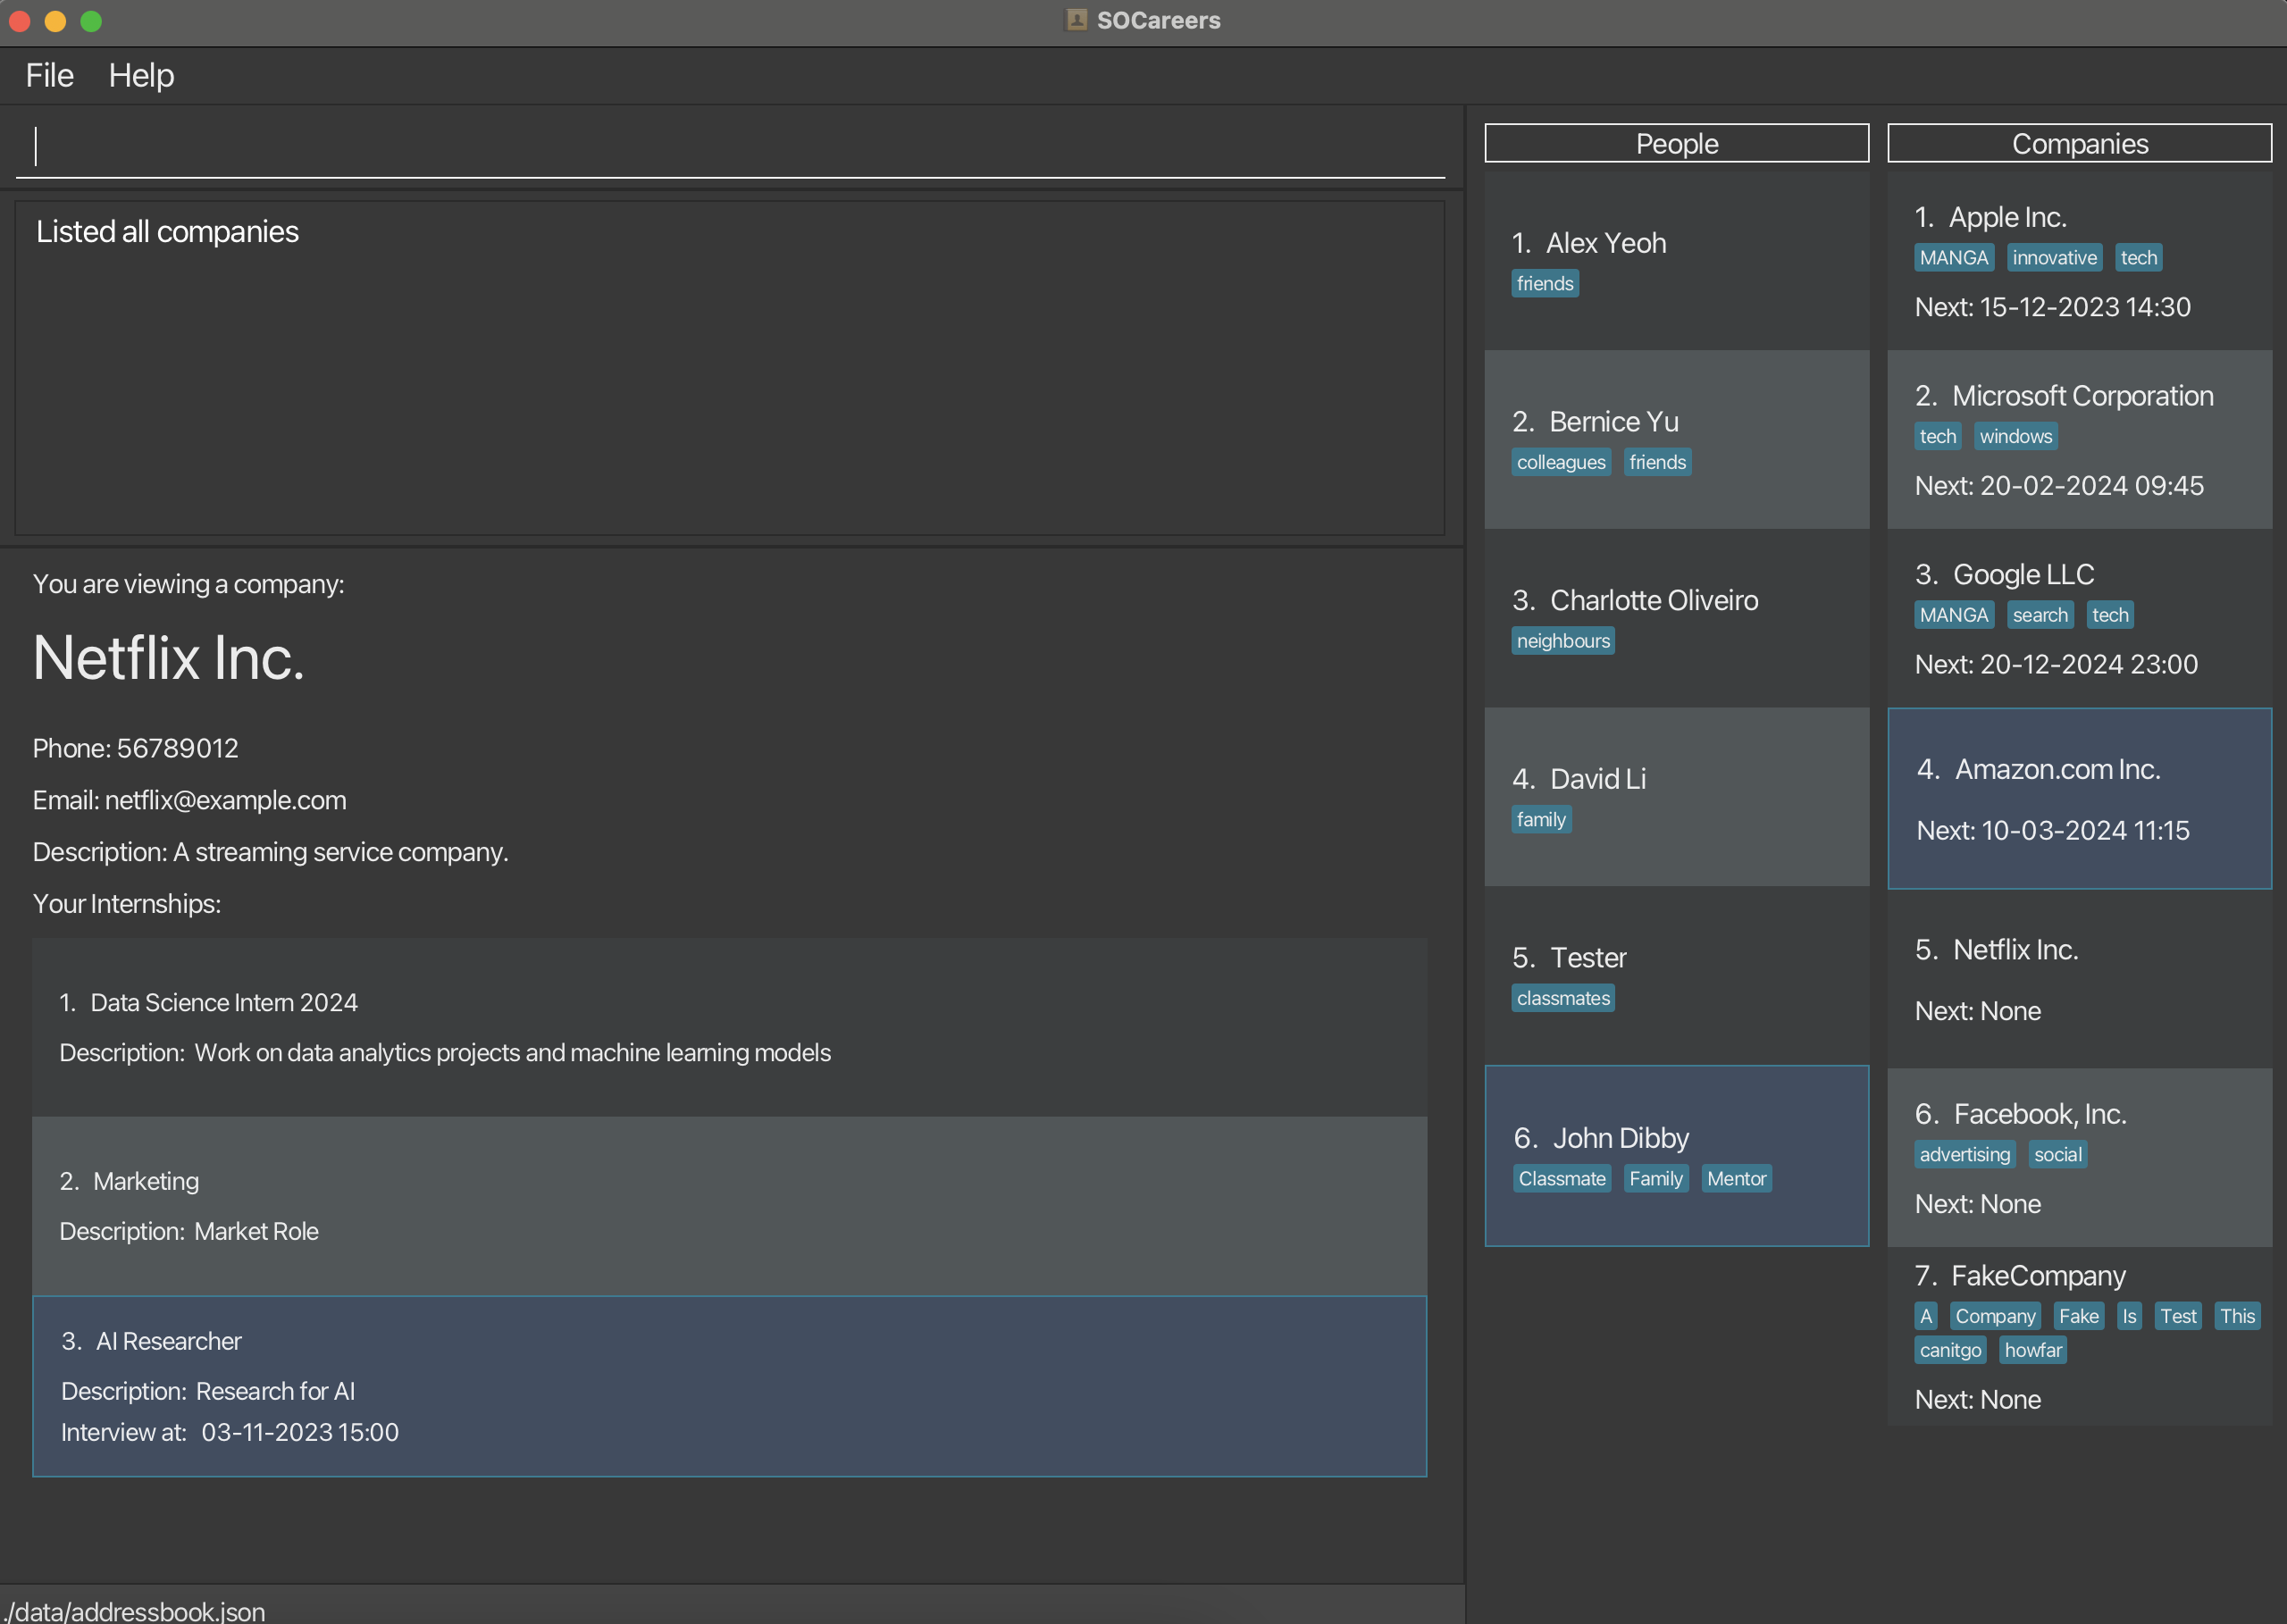 SOCareers
File Help
Listed all companies
You are viewing a company:
Netflix Inc.
Phone: 56789012
Email: netflix@example.com
Description: A streaming service company.
Your Internships:
1. Data Science Intern 2024
Description: Work on data analytics projects and machine learning models
2. Marketing
Description: Market Role
3. AI Researcher
Description: Research for AI
Interview at: 03-11-2023 15:00
./data/addressbook.json
People
1. Alex Yeoh
friends
2. Bernice Yu
colleagues friends
3. Charlotte Oliveiro
neighbours
4. David Li
family
5. Tester
classmates
6. John Dibby
Classmate Family Mentor
Companies
1. Apple Inc.
MANGA innovative tech
Next: 15-12-2023 14:30
2. Microsoft Corporation
tech windows
Next: 20-02-2024 09:45
3. Google LLC
MANGA search tech
Next: 20-12-2024 23:00
4. Amazon.com Inc.
Next: 10-03-2024 11:15
5. Netflix Inc.
Next: None
6. Facebook, Inc.
advertising social
Next: None
7. FakeCompany
A Company Fake Is Test This
canitgo howfar
Next: None